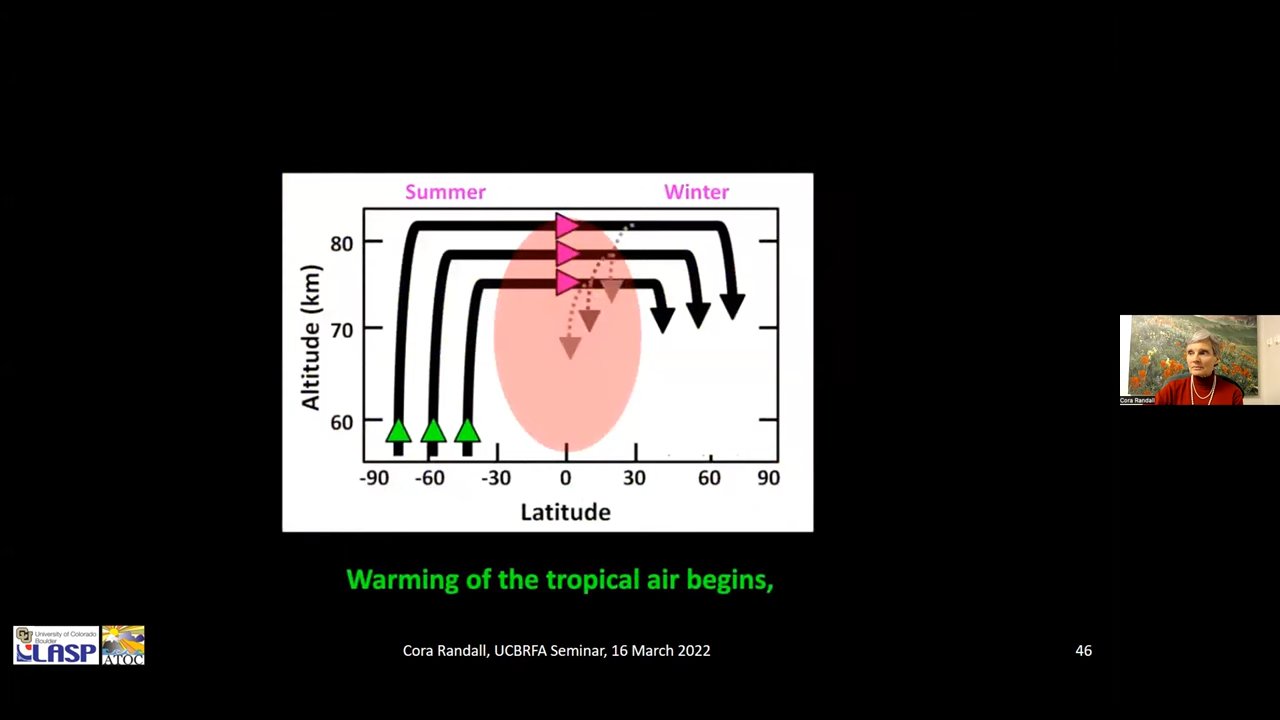 Summer Winter
80
70
60
Altitude (km)
-90 -60 -30 0 30 60 90
Latitude
Warming of the tropical air begins,
Cora Randall
University of Colorado
Boulder
LASP
ATOC
Cora Randall, UCBRFA Seminar, 16 March 2022
46